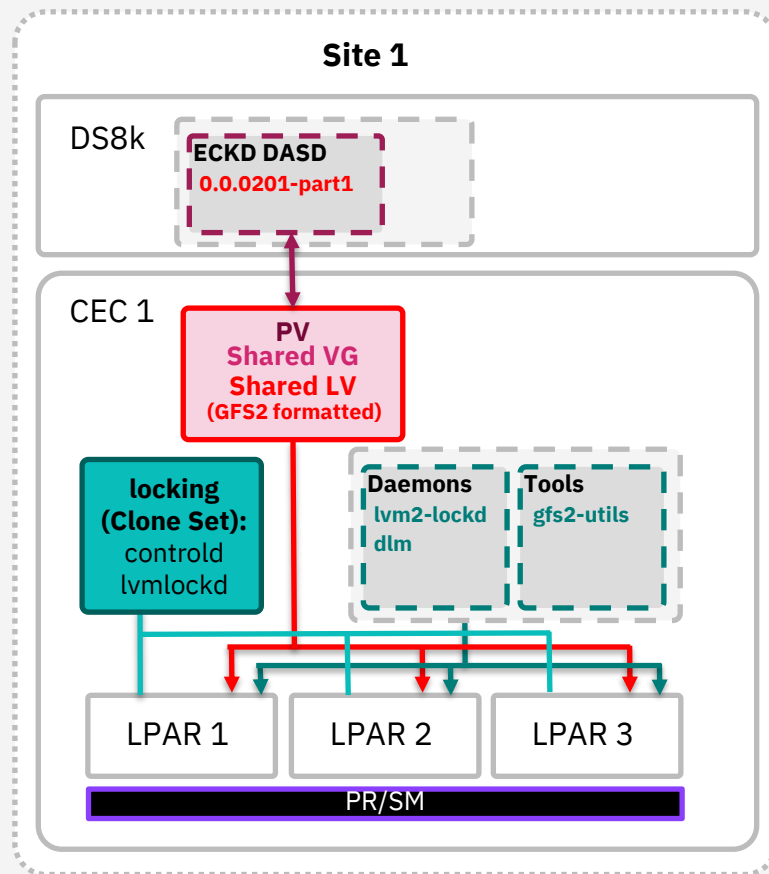 Site 1
DS8k
ECKD DASD
0.0.0201-part1
CEC 1
PV
Shared VG
Shared LV
(GFS2 formatted)
locking
(Clone Set):
controld
lvmlockd
Daemons
lvm2-lockd
dlm
Tools
gfs2-utils
LPAR 1
LPAR 2
LPAR 3
PR/SM